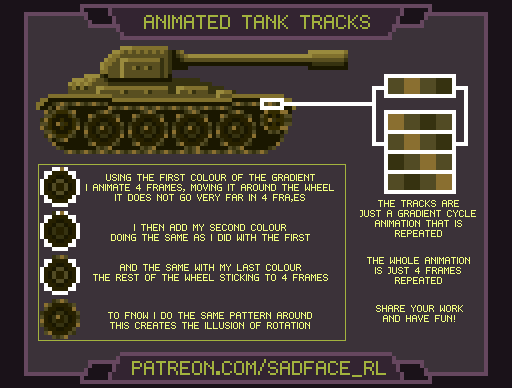 ANIMATED TANK TRACKS
USING THE FIRST COLOUR OF THE GRADIENT
I ANIMATE 4 FRAMES, MOVING IT AROUND THE WHEEL
IT DOES NOT GO VERY FAR IN 4 FRA,ES
I THEN ADD MY SECOND COLOUR
DOING THE SAME AS I DID WITH THE FIRST
AND THE SAME WITH MY LAST COLOUR
THE REST OF THE WHEEL STICKING TO 4 FRAMES
TO FNOW I DO THE SAME PATTERN AROUND
THIS CREATES THE ILLUSION OF ROTATION
THE TRACKS ARE
JUST A GRADIENT CYCLE
ANIMATION THAT IS
REPEATED
THE WHOLE ANIMATION
IS JUST 4 FRAMES
REPEATED
SHARE YOUR WORK
AND HAVE FUN!
PATREON.COM/SADFACE_RL